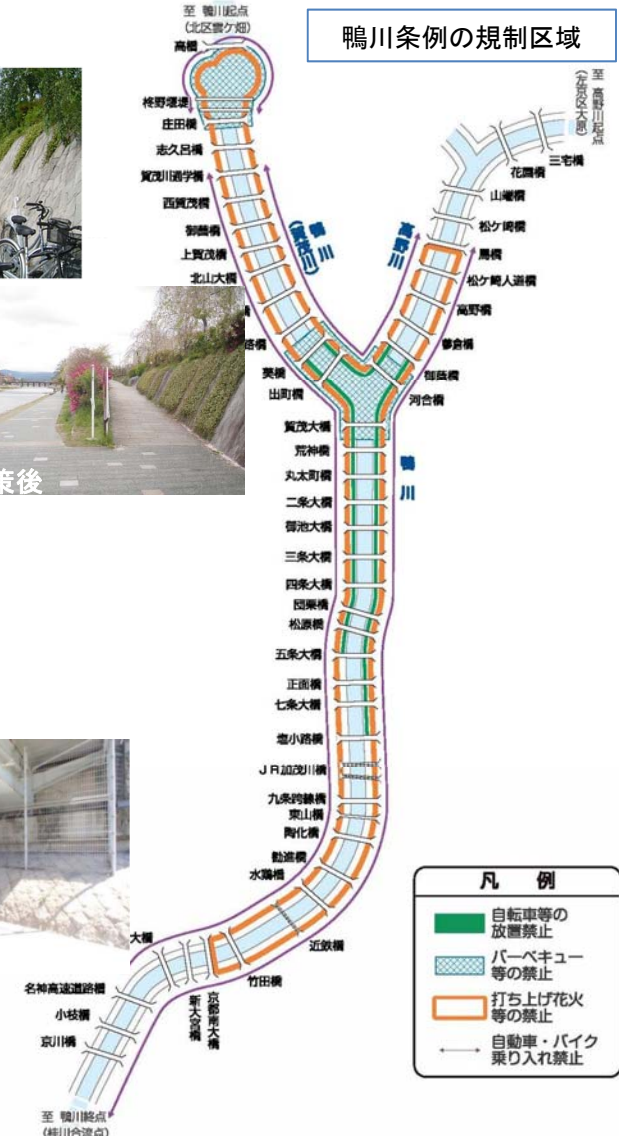 至 鴨川起点
(北区雲ケ畑)
鴨川条例の規制区域
高橋
至 高野川起点
(左京区大原)
柊野堰堤
庄田橋
志久呂橋
賀茂川通学橋
西賀茂橋
御薗橋
上賀茂橋
北山大橋
路橋
葵橋
出町橋
鴨川
(賀茂川)
高野川
三宅橋
花園橋
山端橋
松ケ崎橋
馬橋
松ケ崎人道橋
高野橋
蓼倉橋
御蔭橋
河合橋
策後
賀茂大橋
荒神橋
丸太町橋
二条大橋
御池大橋
三条大橋
四条大橋
団栗橋
松原橋
五条大橋
正面橋
七条大橋
塩小路橋
JR加茂川橋
九条跨線橋
東山橋
陶化橋
勧進橋
水鶏橋
鴨川
大橋
近鉄橋
竹田橋
京都南大橋
新大宮橋
名神高速道路橋
小枝橋
京川橋
至 鴨川終点
(桂川合流点)
凡 例
自転車等の
放置禁止
バーベキュー
等の禁止
打ち上げ花火
等の禁止
自動車・バイク
乗り入れ禁止